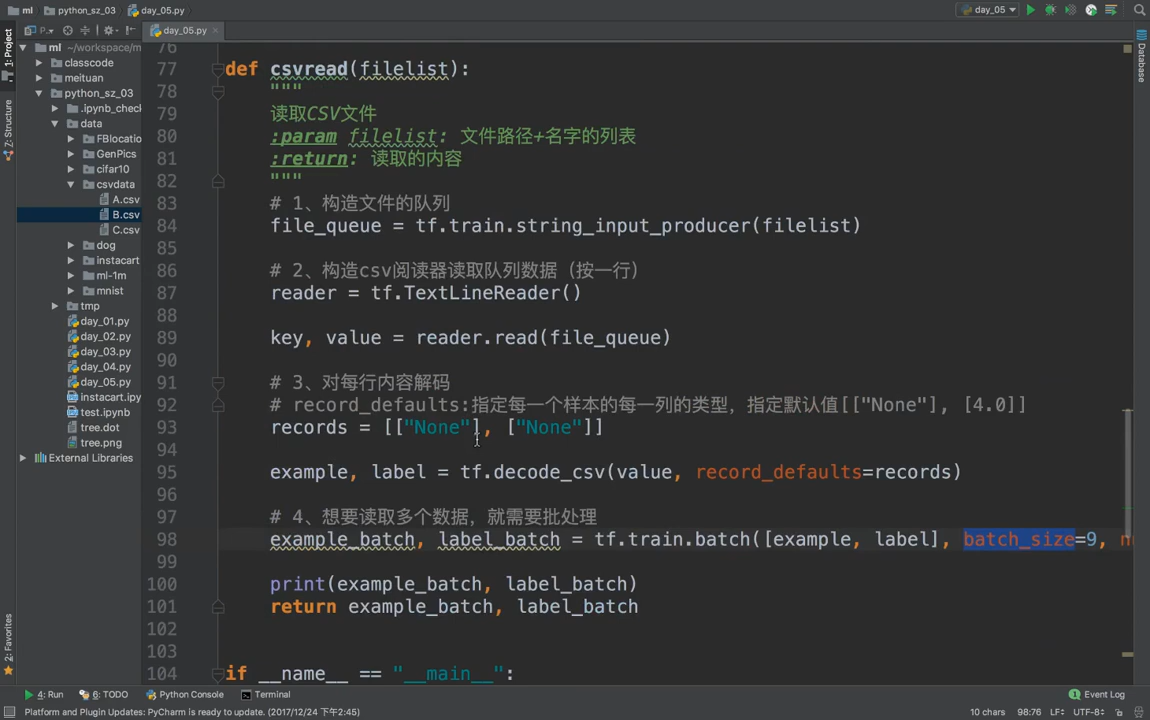 ml python_sz_03 day_05.py
day_05
P..
day_05.py
1: Project
Z: Structure
2: Favorites
Database
ml ~/workspace/m
classcode
meituan
python_sz_03
.ipynb_check
data
FBlocatio
GenPics
cifar10
csvdata
A.csv
B.csv
C.csv
dog
instacart
ml-1m
mnist
tmp
day_01.py
day_02.py
day_03.py
day_04.py
day_05.py
instacart.ipy
test.ipynb
tree.dot
tree.png
External Libraries
76
77 def csvread(filelist):
78 """
79 读取CSV文件
80 :param filelist: 文件路径+名字的列表
81 :return: 读取的内容
82 """
83 # 1、构造文件的队列
84 file_queue = tf.train.string_input_producer(filelist)
85
86 # 2、构造csv阅读器读取队列数据（按一行）
87 reader = tf.TextLineReader()
88
89 key, value = reader.read(file_queue)
90
91 # 3、对每行内容解码
92 # record_defaults:指定每一个样本的每一列的类型，指定默认值[["None"], [4.0]]
93 records = [["None"], ["None"]]
94
95 example, label = tf.decode_csv(value, record_defaults=records)
96
97 # 4、想要读取多个数据，就需要批处理
98 example_batch, label_batch = tf.train.batch([example, label], batch_size=9, n
99
100 print(example_batch, label_batch)
101 return example_batch, label_batch
102
103
104 if __name__ == "__main__":
4: Run 6: TODO Python Console Terminal Event Log
Platform and Plugin Updates: PyCharm is ready to update. (2017/12/24 下午2:45) 10 chars 98:76 LF÷ UTF-8÷